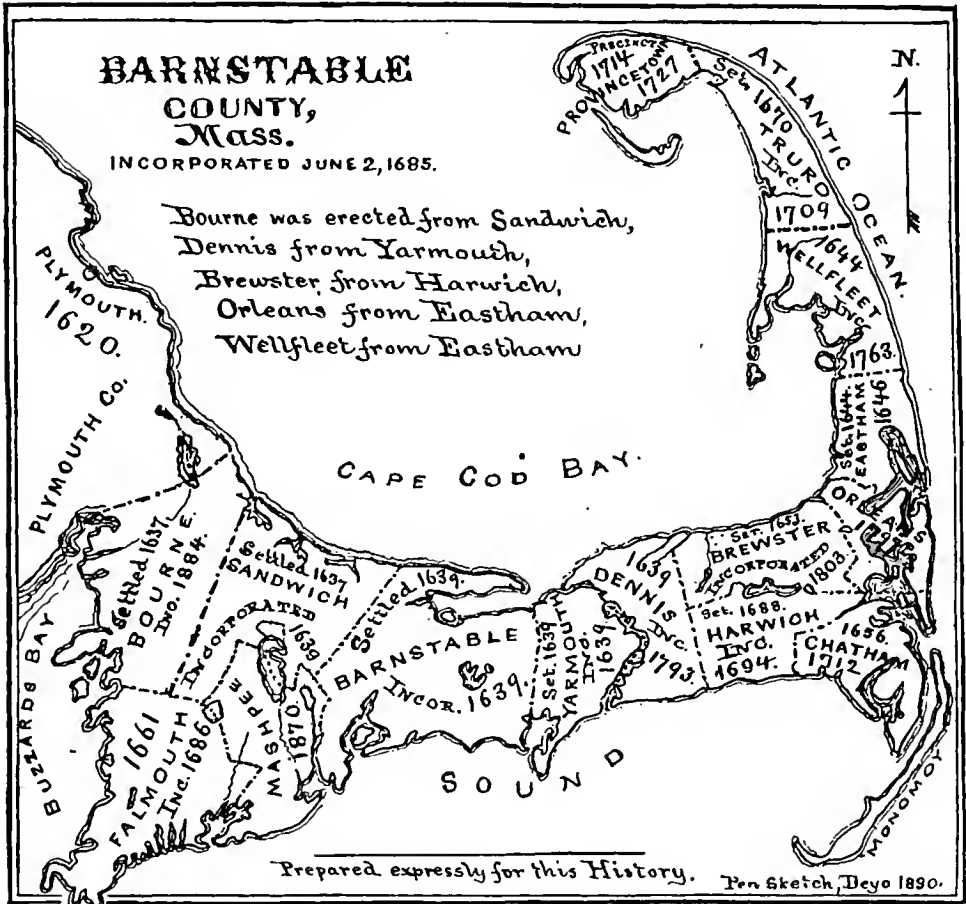 BARNSTABLE
COUNTY,
Mass.
INCORPORATED JUNE 2, 1685.
Bourne was erected from Sandwich,
Dennis from Yarmouth,
Brewster from Harwich,
Orleans from Eastham,
Wellfleet from Eastham
N.
ATLANTIC OCEAN.
PRECINCT
1714
PROVINCETOWN
1727
Set. 1670
TRURO
Inc.
1709
1644
WELLFLEET
Inc.
1763.
Set. 1644.
EASTHAM
1646
ORLEANS
PLYMOUTH.
1620.
PLYMOUTH Co.
CAPE COD BAY.
BUZZARDS BAY
Settled 1637.
BOURNE.
Inc. 1884.
Settled 1637
SANDWICH
INCORPORATED
1639
Settled 1639.
BARNSTABLE
INCOR. 1639.
Set. 1639
YARMOUTH
INC.
1639
1639
DENNIS
INC.
1793.
BREWSTER
INCORPORATED
1803
Set. 1688.
HARWICH
INC.
1694.
1656.
CHATHAM
1712
1661
FALMOUTH
Inc. 1686
MASHPEE
1870
SOUND
MONOMOY
Prepared expressly for this History.
Pen Sketch, Deyo 1890.